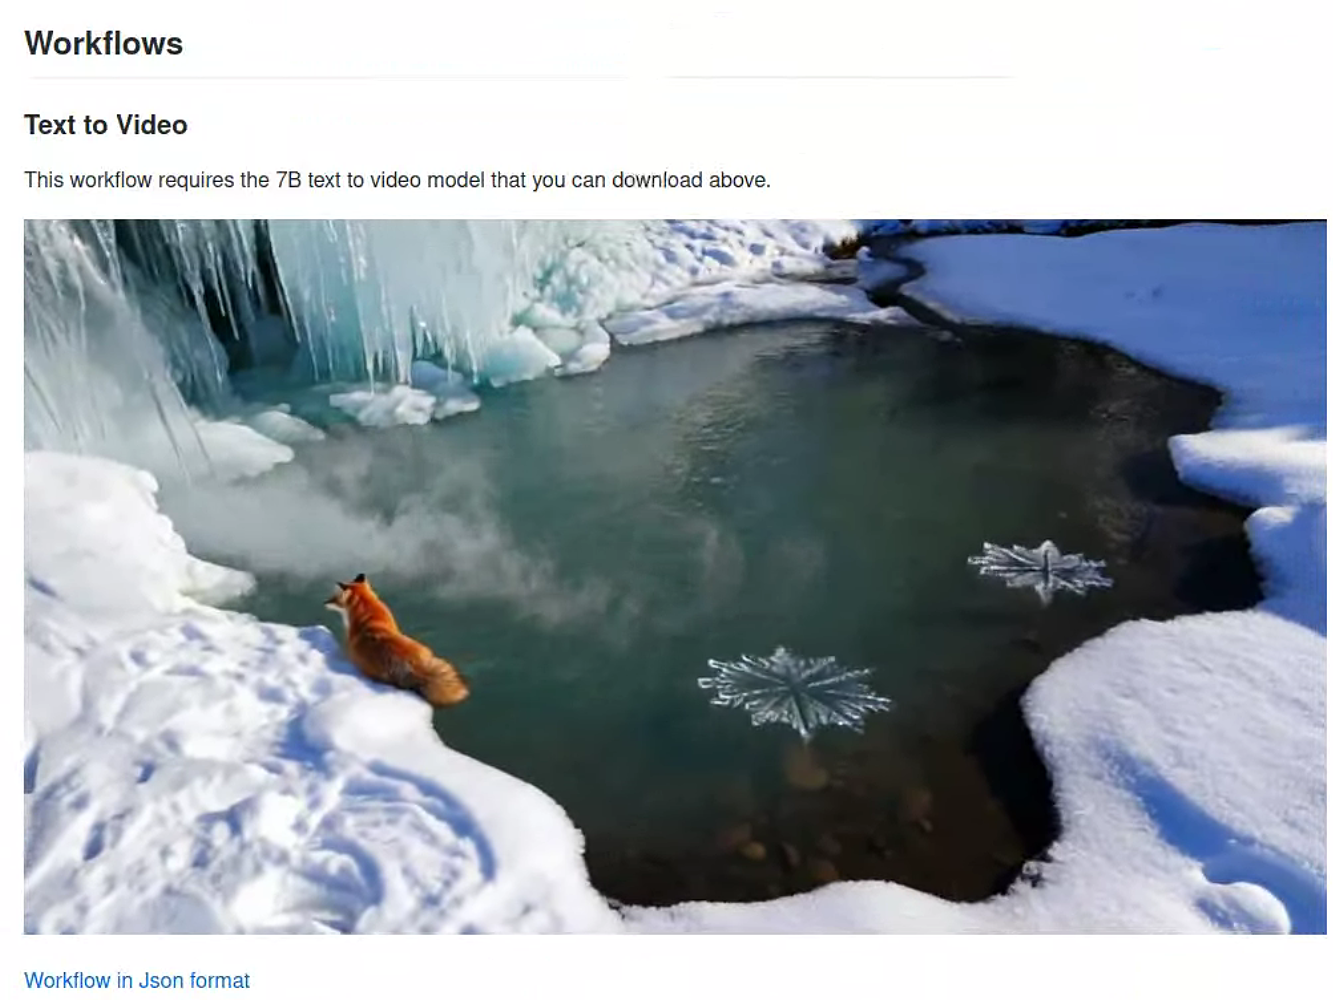 Workflows
Text to Video
This workflow requires the 7B text to video model that you can download above.
Workflow in Json format